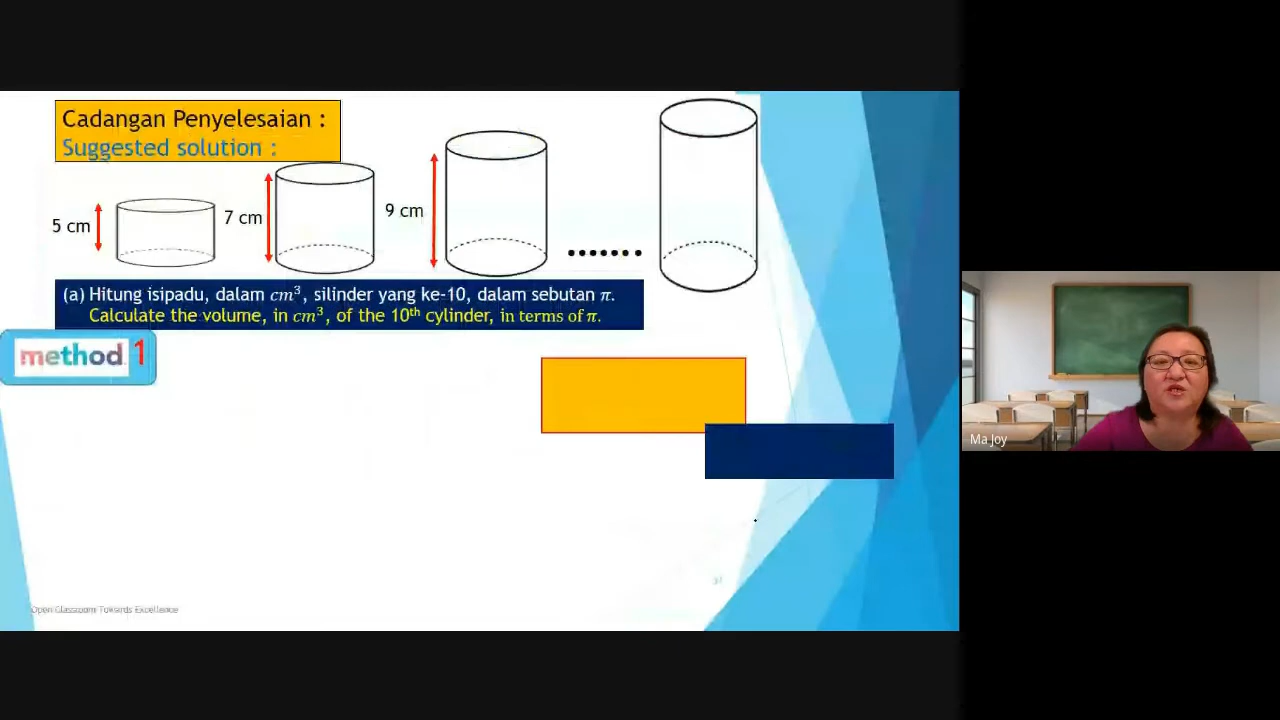 Cadangan Penyelesaian :
Suggested solution :
5 cm
7 cm
9 cm
(a) Hitung isipadu, dalam cm³, silinder yang ke-10, dalam sebutan π.
Calculate the volume, in cm³, of the 10th cylinder, in terms of π.
method 1
Ma Joy
Open Classroom Towards Excellence